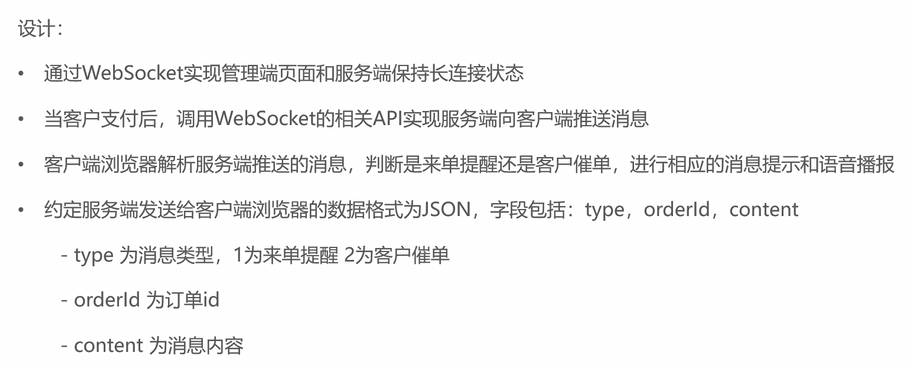 设计：
• 通过WebSocket实现管理端页面和服务端保持长连接状态
• 当客户支付后，调用WebSocket的相关API实现服务端向客户端推送消息
• 客户端浏览器解析服务端推送的消息，判断是来单提醒还是客户催单，进行相应的消息提示和语音播报
• 约定服务端发送给客户端浏览器的数据格式为JSON，字段包括：type，orderId，content
- type 为消息类型，1为来单提醒 2为客户催单
- orderId 为订单id
- content 为消息内容